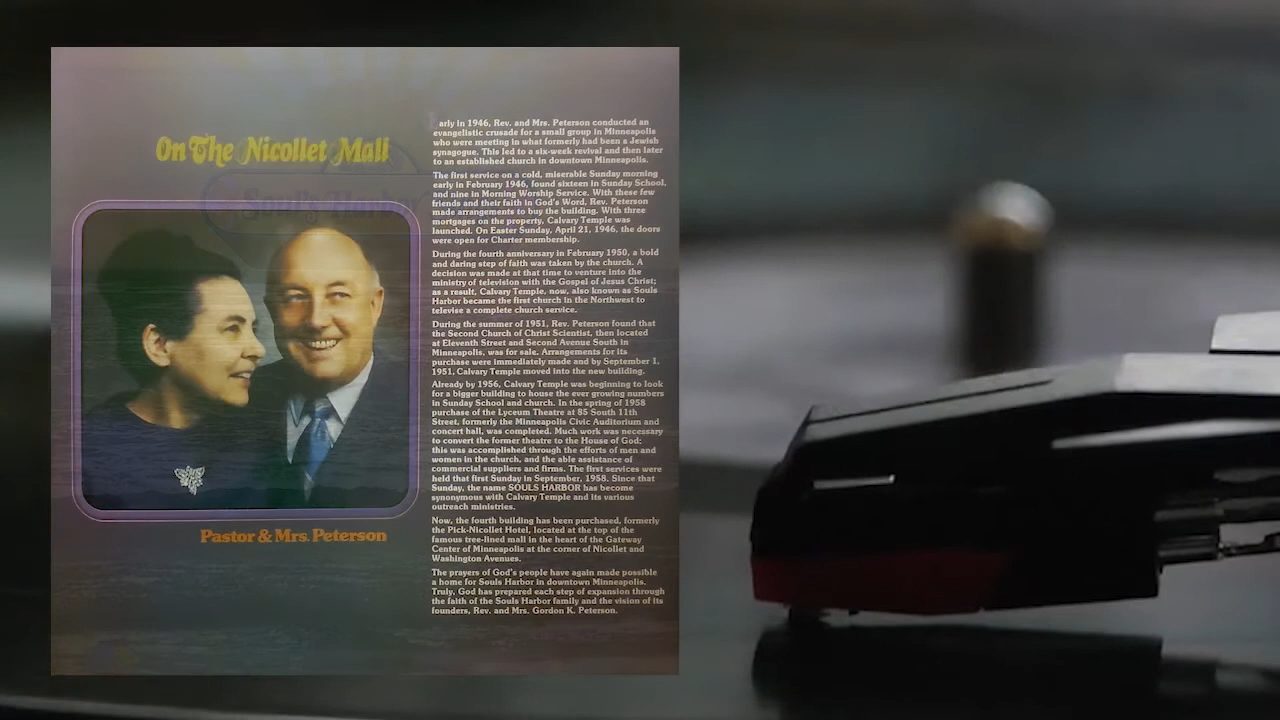 On The Nicollet Mall
Soul's Harbor
Pastor & Mrs. Peterson
arly in 1946, Rev. and Mrs. Peterson conducted an
evangelistic crusade for a small group in Minneapolis
who were meeting in what formerly had been a Jewish
synagogue. This led to a six-week revival and then later
to an established church in downtown Minneapolis.
The first service on a cold, miserable Sunday morning
early in February 1946, found sixteen in Sunday School,
and nine in Morning Worship Service. With these few
friends and their faith in God's Word, Rev. Peterson
made arrangements to buy the building. With three
mortgages on the property, Calvary Temple was
launched. On Easter Sunday, April 21, 1946, the doors
were open for Charter membership.
During the fourth anniversary in February 1950, a bold
and daring step of faith was taken by the church. A
decision was made at that time to venture into the
ministry of television with the Gospel of Jesus Christ;
as a result, Calvary Temple, now, also known as Souls
Harbor became the first church in the Northwest to
televise a complete church service.
During the summer of 1951, Rev. Peterson found that
the Second Church of Christ Scientist, then located
at Eleventh Street and Second Avenue South in
Minneapolis, was for sale. Arrangements for its
purchase were immediately made and by September 1,
1951, Calvary Temple moved into the new building.
Already by 1956, Calvary Temple was beginning to look
for a bigger building to house the ever growing numbers
in Sunday School and church. In the spring of 1958
purchase of the Lyceum Theatre at 85 South 11th
Street, formerly the Minneapolis Civic Auditorium and
concert hall, was completed. Much work was necessary
to convert the former theatre to the House of God;
this was accomplished through the efforts of men and
women in the church, and the able assistance of
commercial suppliers and firms. The first services were
held that first Sunday in September, 1958. Since that
Sunday, the name SOULS HARBOR has become
synonymous with Calvary Temple and its various
outreach ministries.
Now, the fourth building has been purchased, formerly
the Pick-Nicollet Hotel, located at the top of the
famous tree-lined mall in the heart of the Gateway
Center of Minneapolis at the corner of Nicollet and
Washington Avenues.
The prayers of God's people have again made possible
a home for Souls Harbor in downtown Minneapolis.
Truly, God has prepared each step of expansion through
the faith of the Souls Harbor family and the vision of its
founders, Rev. and Mrs. Gordon K. Peterson.